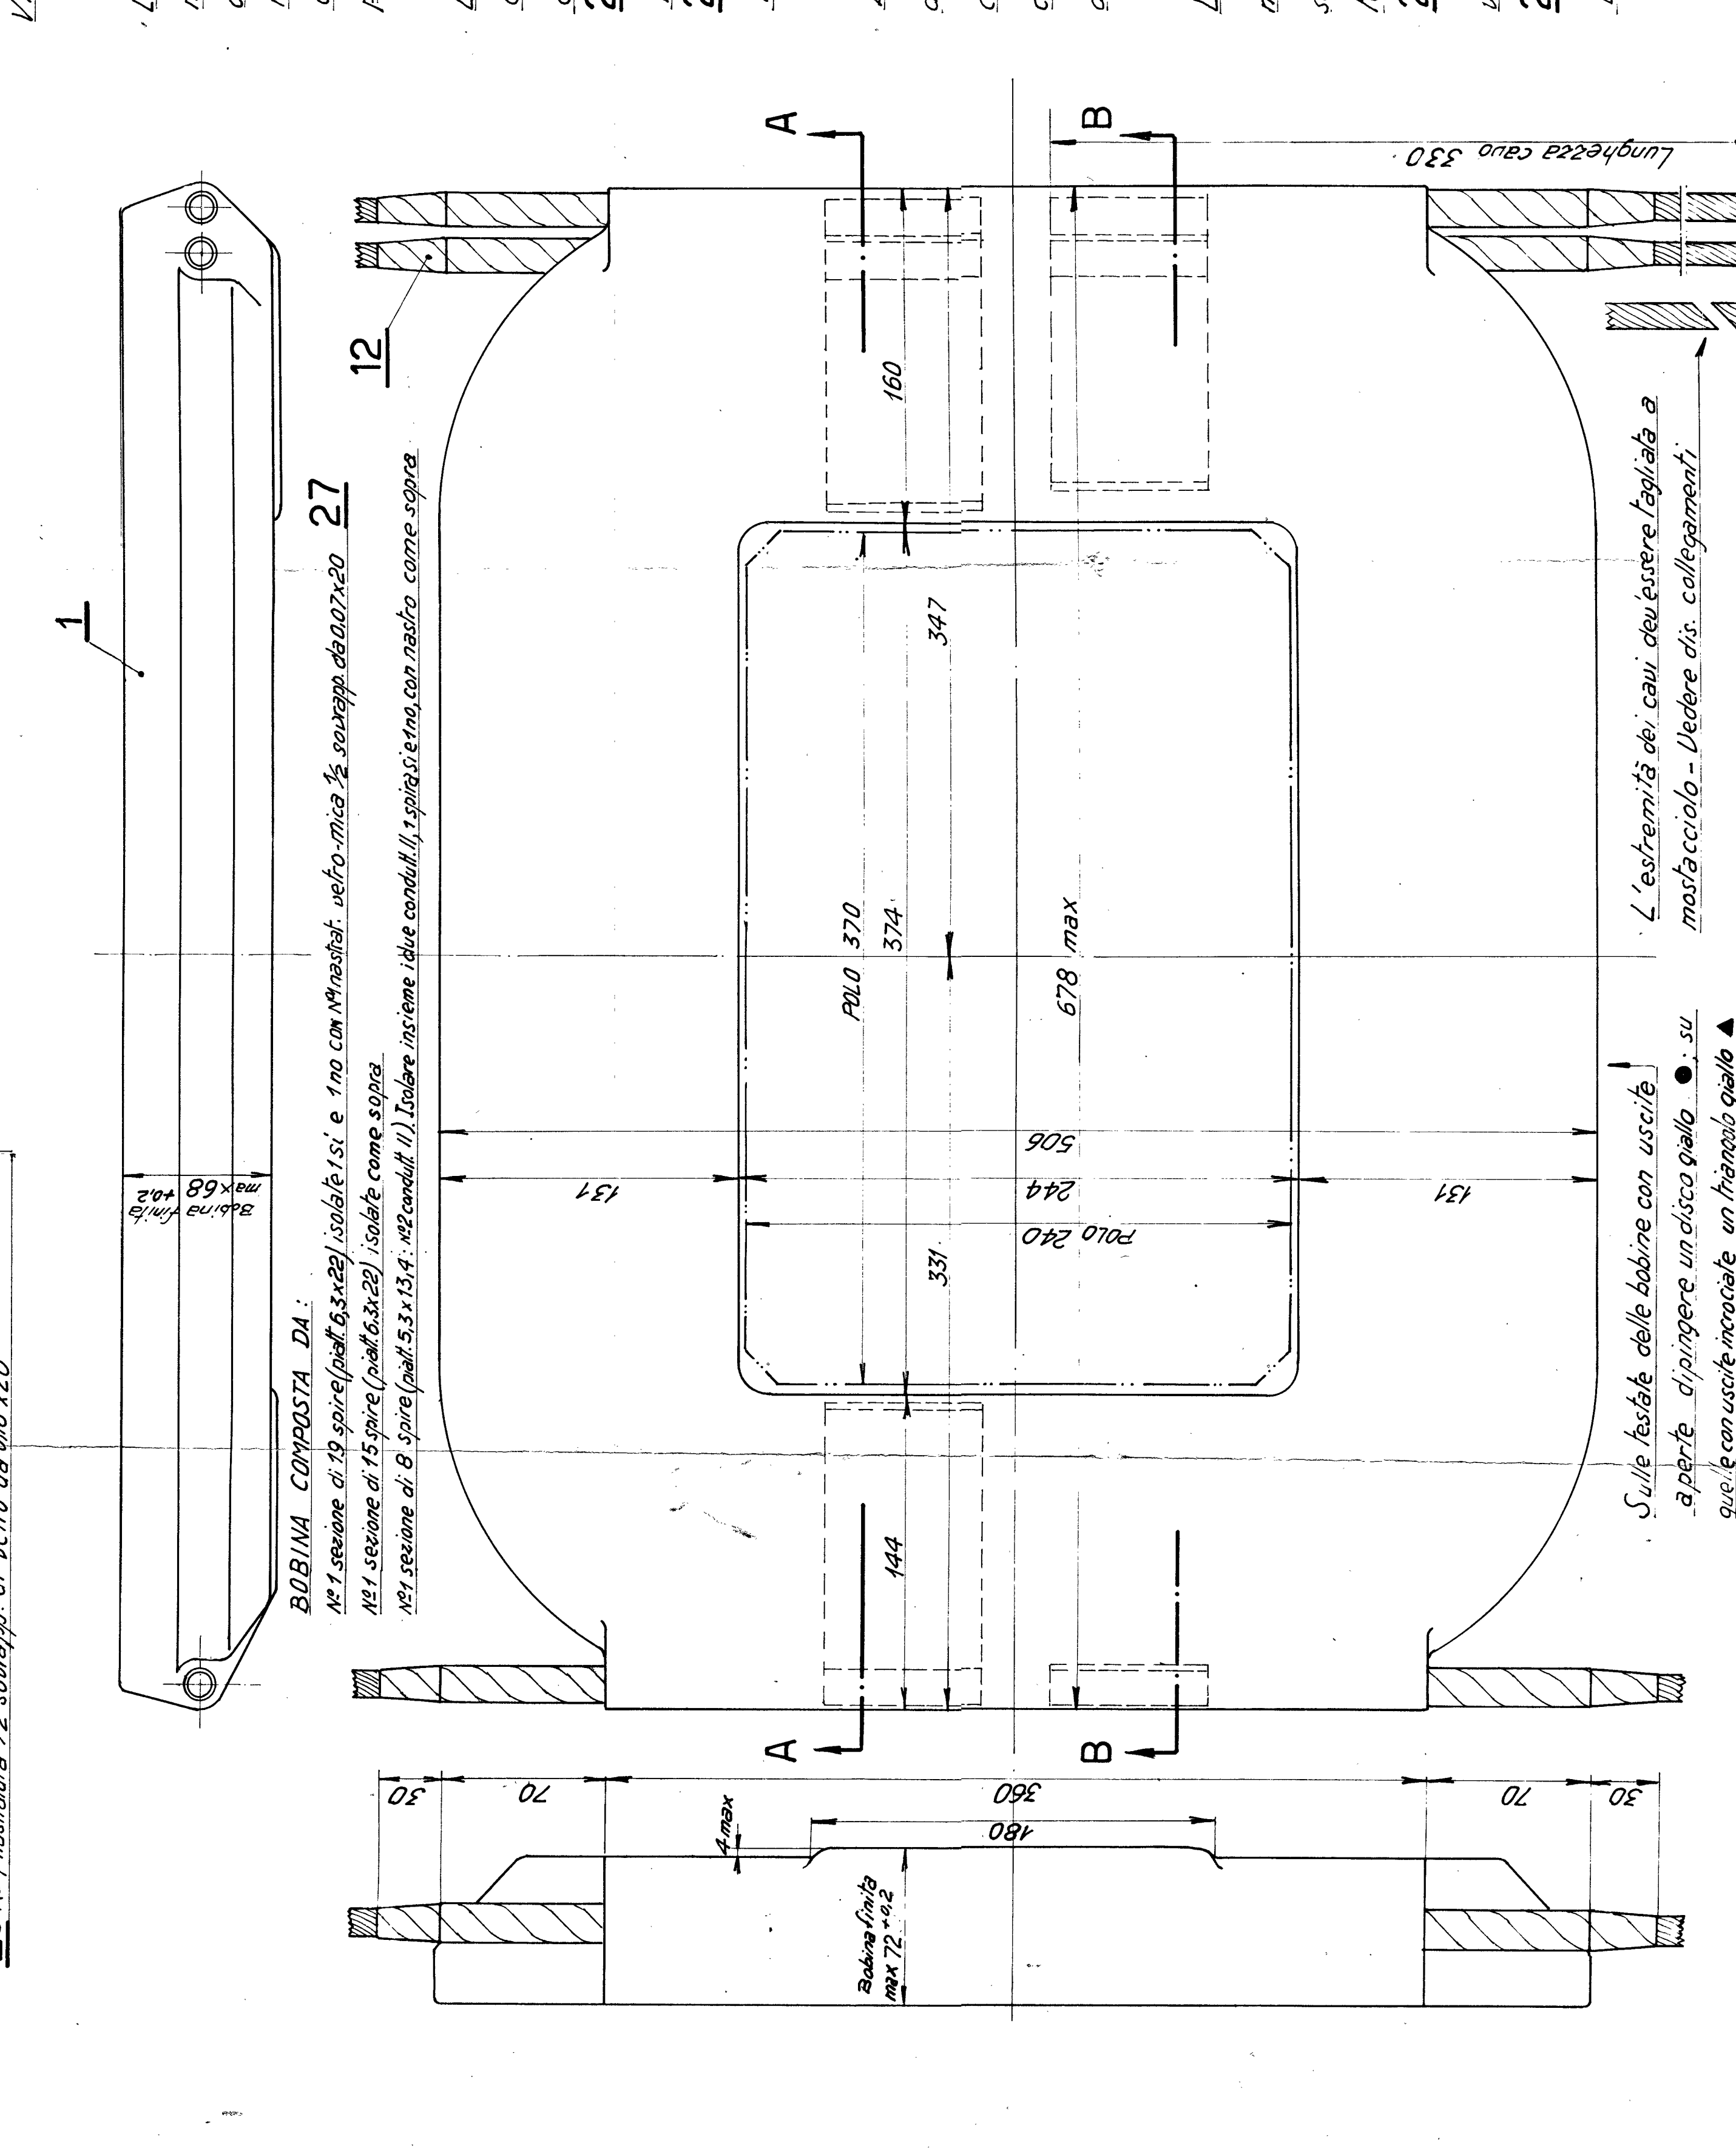 1
Bobina finita
max 68 +0,2
BOBINA COMPOSTA DA:
N°1 sezione di 19 spire (piatt. 6,3x22) isolate 1 si e 1 no con N°1 nastrat. vetro-mica 1/2 sovrapp. da 0,07x20
27
N°1 sezione di 15 spire (piatt. 6,3x22) isolate come sopra
N°1 sezione di 8 spire (piatt. 5,3x13,4: N°2 condutt. //). Isolare insieme i due condutt. //, 1 spira si e 1 no, con nastro come sopra
12
A
A
B
B
160
POLO 370
374
347
331
144
678 max
131
506
244
131
POLO 240
Lunghezza cavo 330
30
70
360
70
30
4 max
180
Bobina finita
max 72 +0,2
Sulle testate delle bobine con uscite
aperte dipingere un disco giallo ●; su
quelle con uscite incrociate un triangolo giallo ▲
L'estremità dei cavi dev'essere tagliata a
mostacciolo - Vedere dis. collegamenti